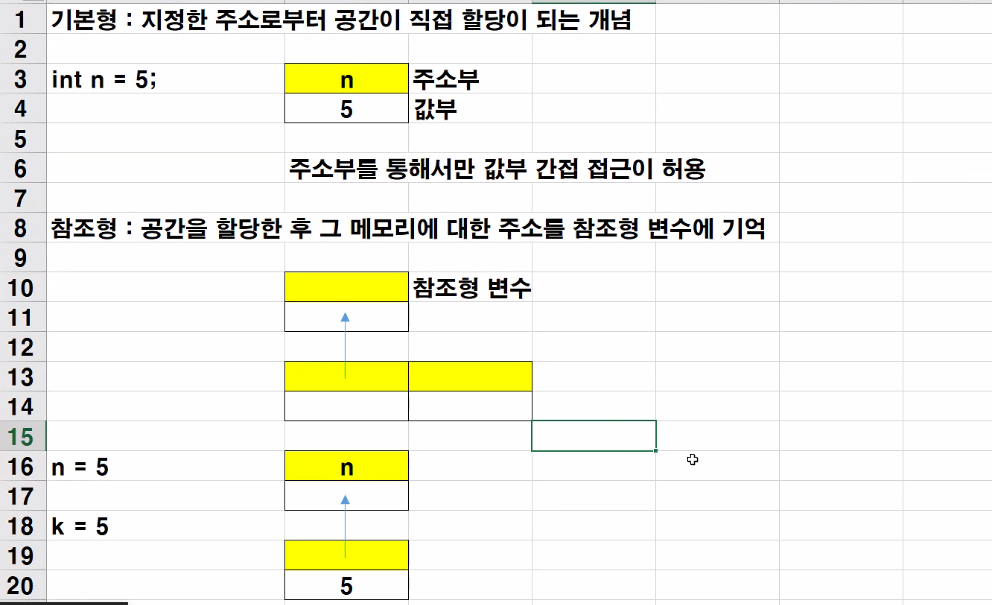 1 기본형 : 지정한 주소로부터 공간이 직접 할당이 되는 개념
2
3 int n = 5; n 주소부
4 5 값부
5
6 주소부를 통해서만 값부 간접 접근이 허용
7
8 참조형 : 공간을 할당한 후 그 메모리에 대한 주소를 참조형 변수에 기억
9
10 참조형 변수
11
12
13
14
15
16 n = 5 n
17
18 k = 5
19
20 5